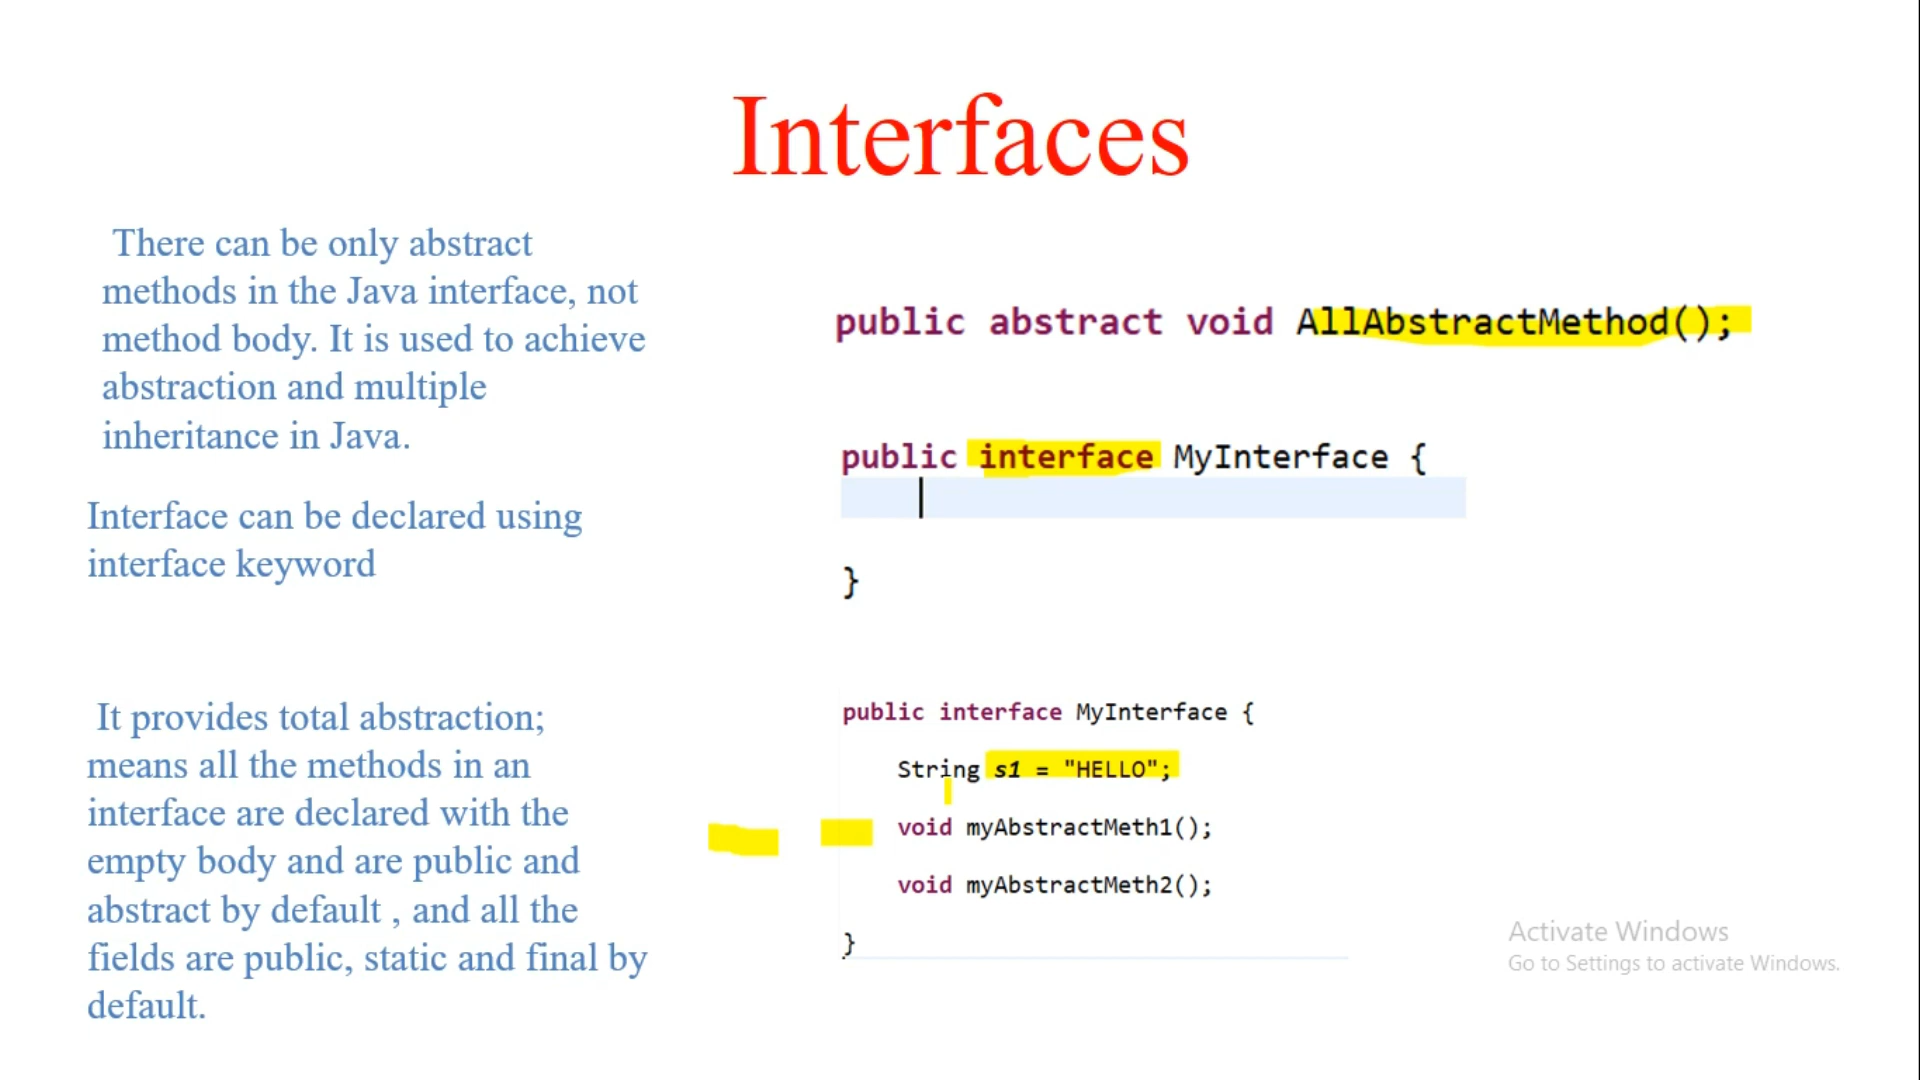 Interfaces
There can be only abstract
methods in the Java interface, not
method body. It is used to achieve
abstraction and multiple
inheritance in Java.
Interface can be declared using
interface keyword
It provides total abstraction;
means all the methods in an
interface are declared with the
empty body and are public and
abstract by default , and all the
fields are public, static and final by
default.
public abstract void AllAbstractMethod();
public interface MyInterface {
}
public interface MyInterface {
String s1 = "HELLO";
void myAbstractMeth1();
void myAbstractMeth2();
}
Activate Windows
Go to Settings to activate Windows.